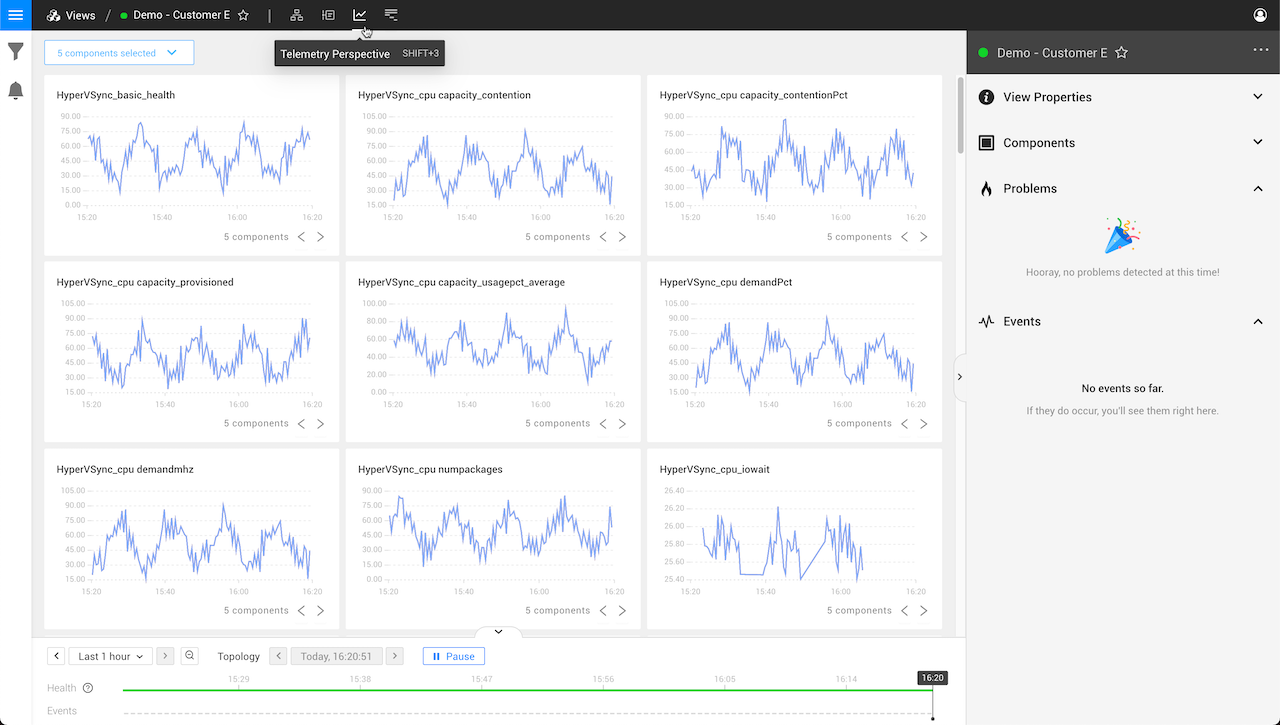 Views / Demo - Customer E
Telemetry Perspective SHIFT+3
5 components selected
HyperVSync_basic_health
90.00
75.00
60.00
45.00
30.00
15.00
0.00
15:20 15:40 16:00 16:20
5 components
HyperVSync_cpu capacity_contention
105.00
90.00
75.00
60.00
45.00
30.00
15.00
15:20 15:40 16:00 16:20
5 components
HyperVSync_cpu capacity_contentionPct
90.00
75.00
60.00
45.00
30.00
15.00
15:20 15:40 16:00 16:20
5 components
HyperVSync_cpu capacity_provisioned
105.00
90.00
75.00
60.00
45.00
30.00
15.00
15:20 15:40 16:00 16:20
5 components
HyperVSync_cpu capacity_usagepct_average
100.00
80.00
60.00
40.00
20.00
0.00
15:20 15:40 16:00 16:20
5 components
HyperVSync_cpu demandPct
105.00
90.00
75.00
60.00
45.00
30.00
15.00
15:20 15:40 16:00 16:20
5 components
HyperVSync_cpu demandmhz
105.00
90.00
75.00
60.00
45.00
30.00
15.00
15:20 15:40 16:00 16:20
5 components
HyperVSync_cpu numpackages
90.00
75.00
60.00
45.00
30.00
15.00
0.00
15:20 15:40 16:00 16:20
5 components
HyperVSync_cpu_iowait
26.40
26.20
26.00
25.80
25.60
25.40
15:20 15:40 16:00 16:20
5 components
Demo - Customer E
View Properties
Components
Problems
Hooray, no problems detected at this time!
Events
No events so far.
If they do occur, you'll see them right here.
Last 1 hour Topology Today, 16:20:51 Pause
15:29 15:38 15:47 15:56 16:05 16:14 16:20
Health
Events